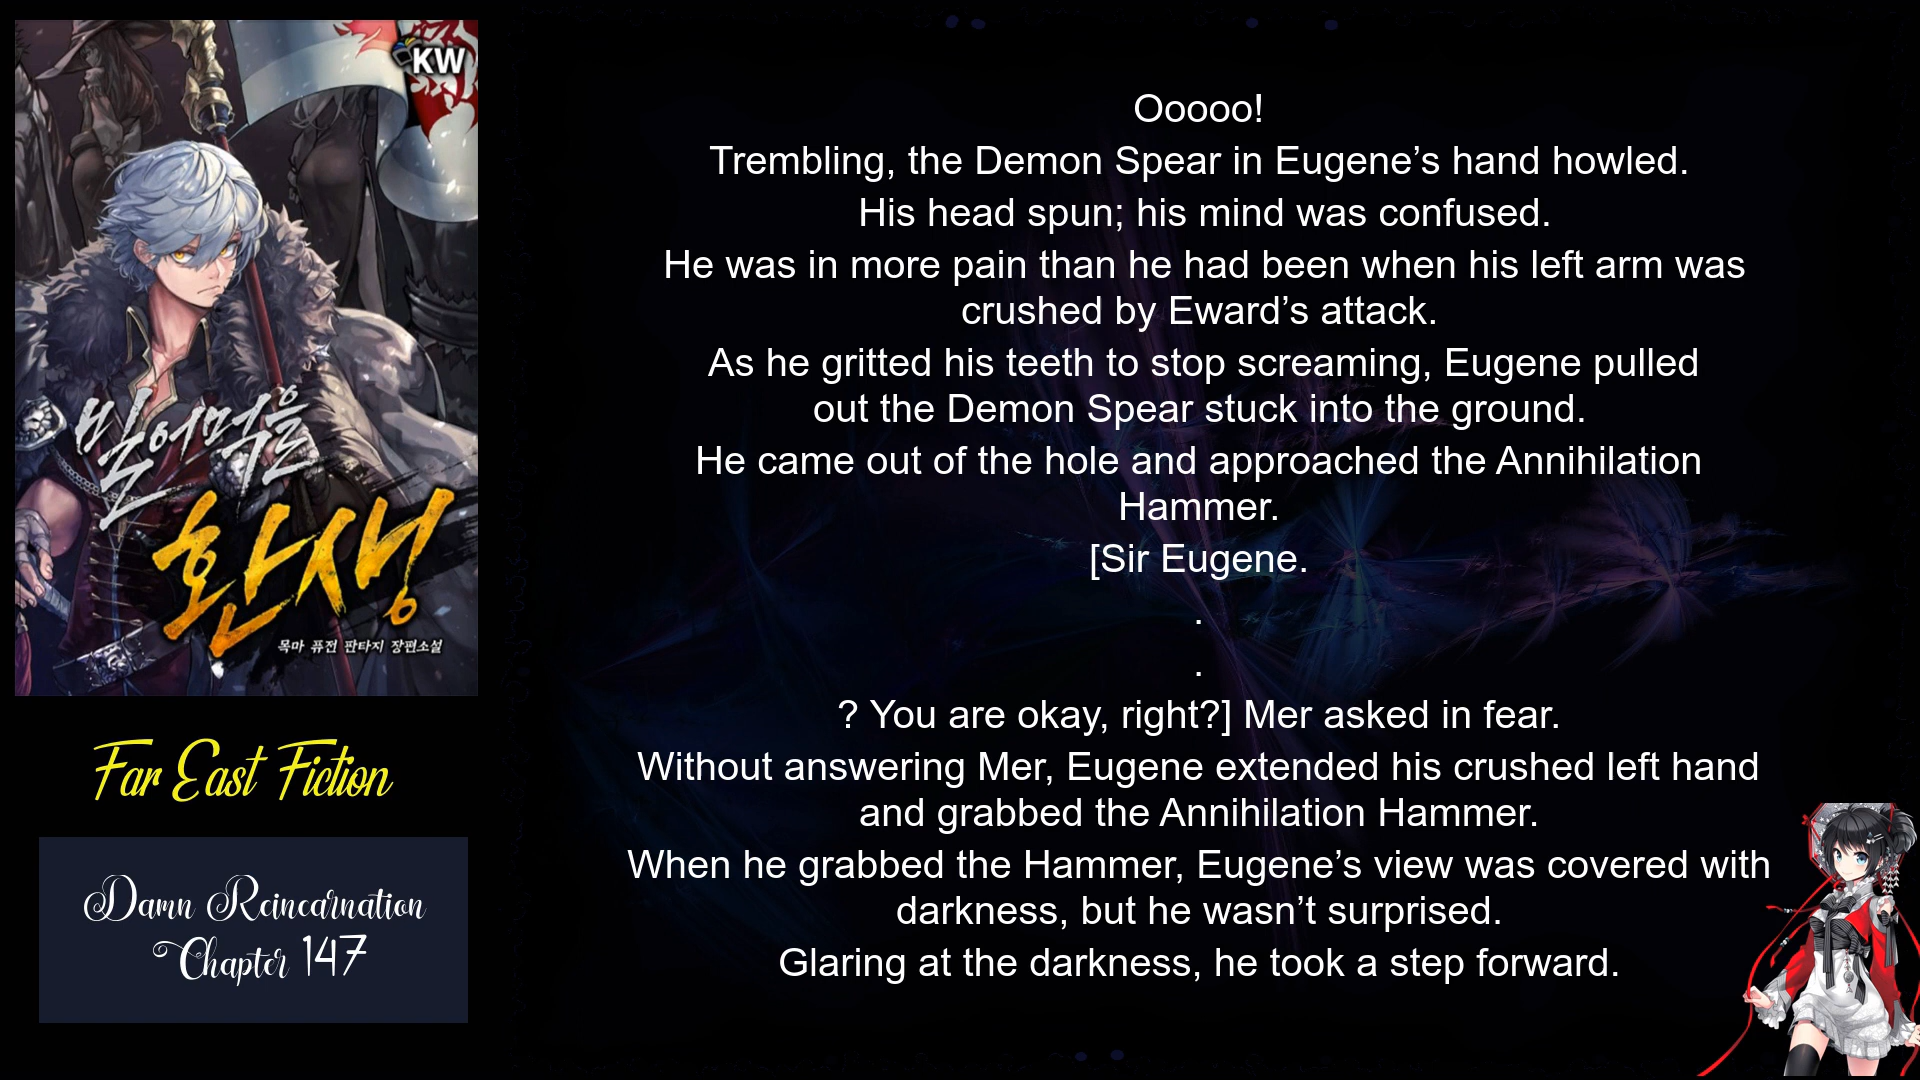 KW
빌어먹을
환생
목마 퓨전 판타지 장편소설
Far East Fiction
Damn Reincarnation
Chapter 147
Ooooo!
Trembling, the Demon Spear in Eugene’s hand howled.
His head spun; his mind was confused.
He was in more pain than he had been when his left arm was
crushed by Eward’s attack.
As he gritted his teeth to stop screaming, Eugene pulled
out the Demon Spear stuck into the ground.
He came out of the hole and approached the Annihilation
Hammer.
[Sir Eugene.
.
.
? You are okay, right?] Mer asked in fear.
Without answering Mer, Eugene extended his crushed left hand
and grabbed the Annihilation Hammer.
When he grabbed the Hammer, Eugene’s view was covered with
darkness, but he wasn’t surprised.
Glaring at the darkness, he took a step forward.